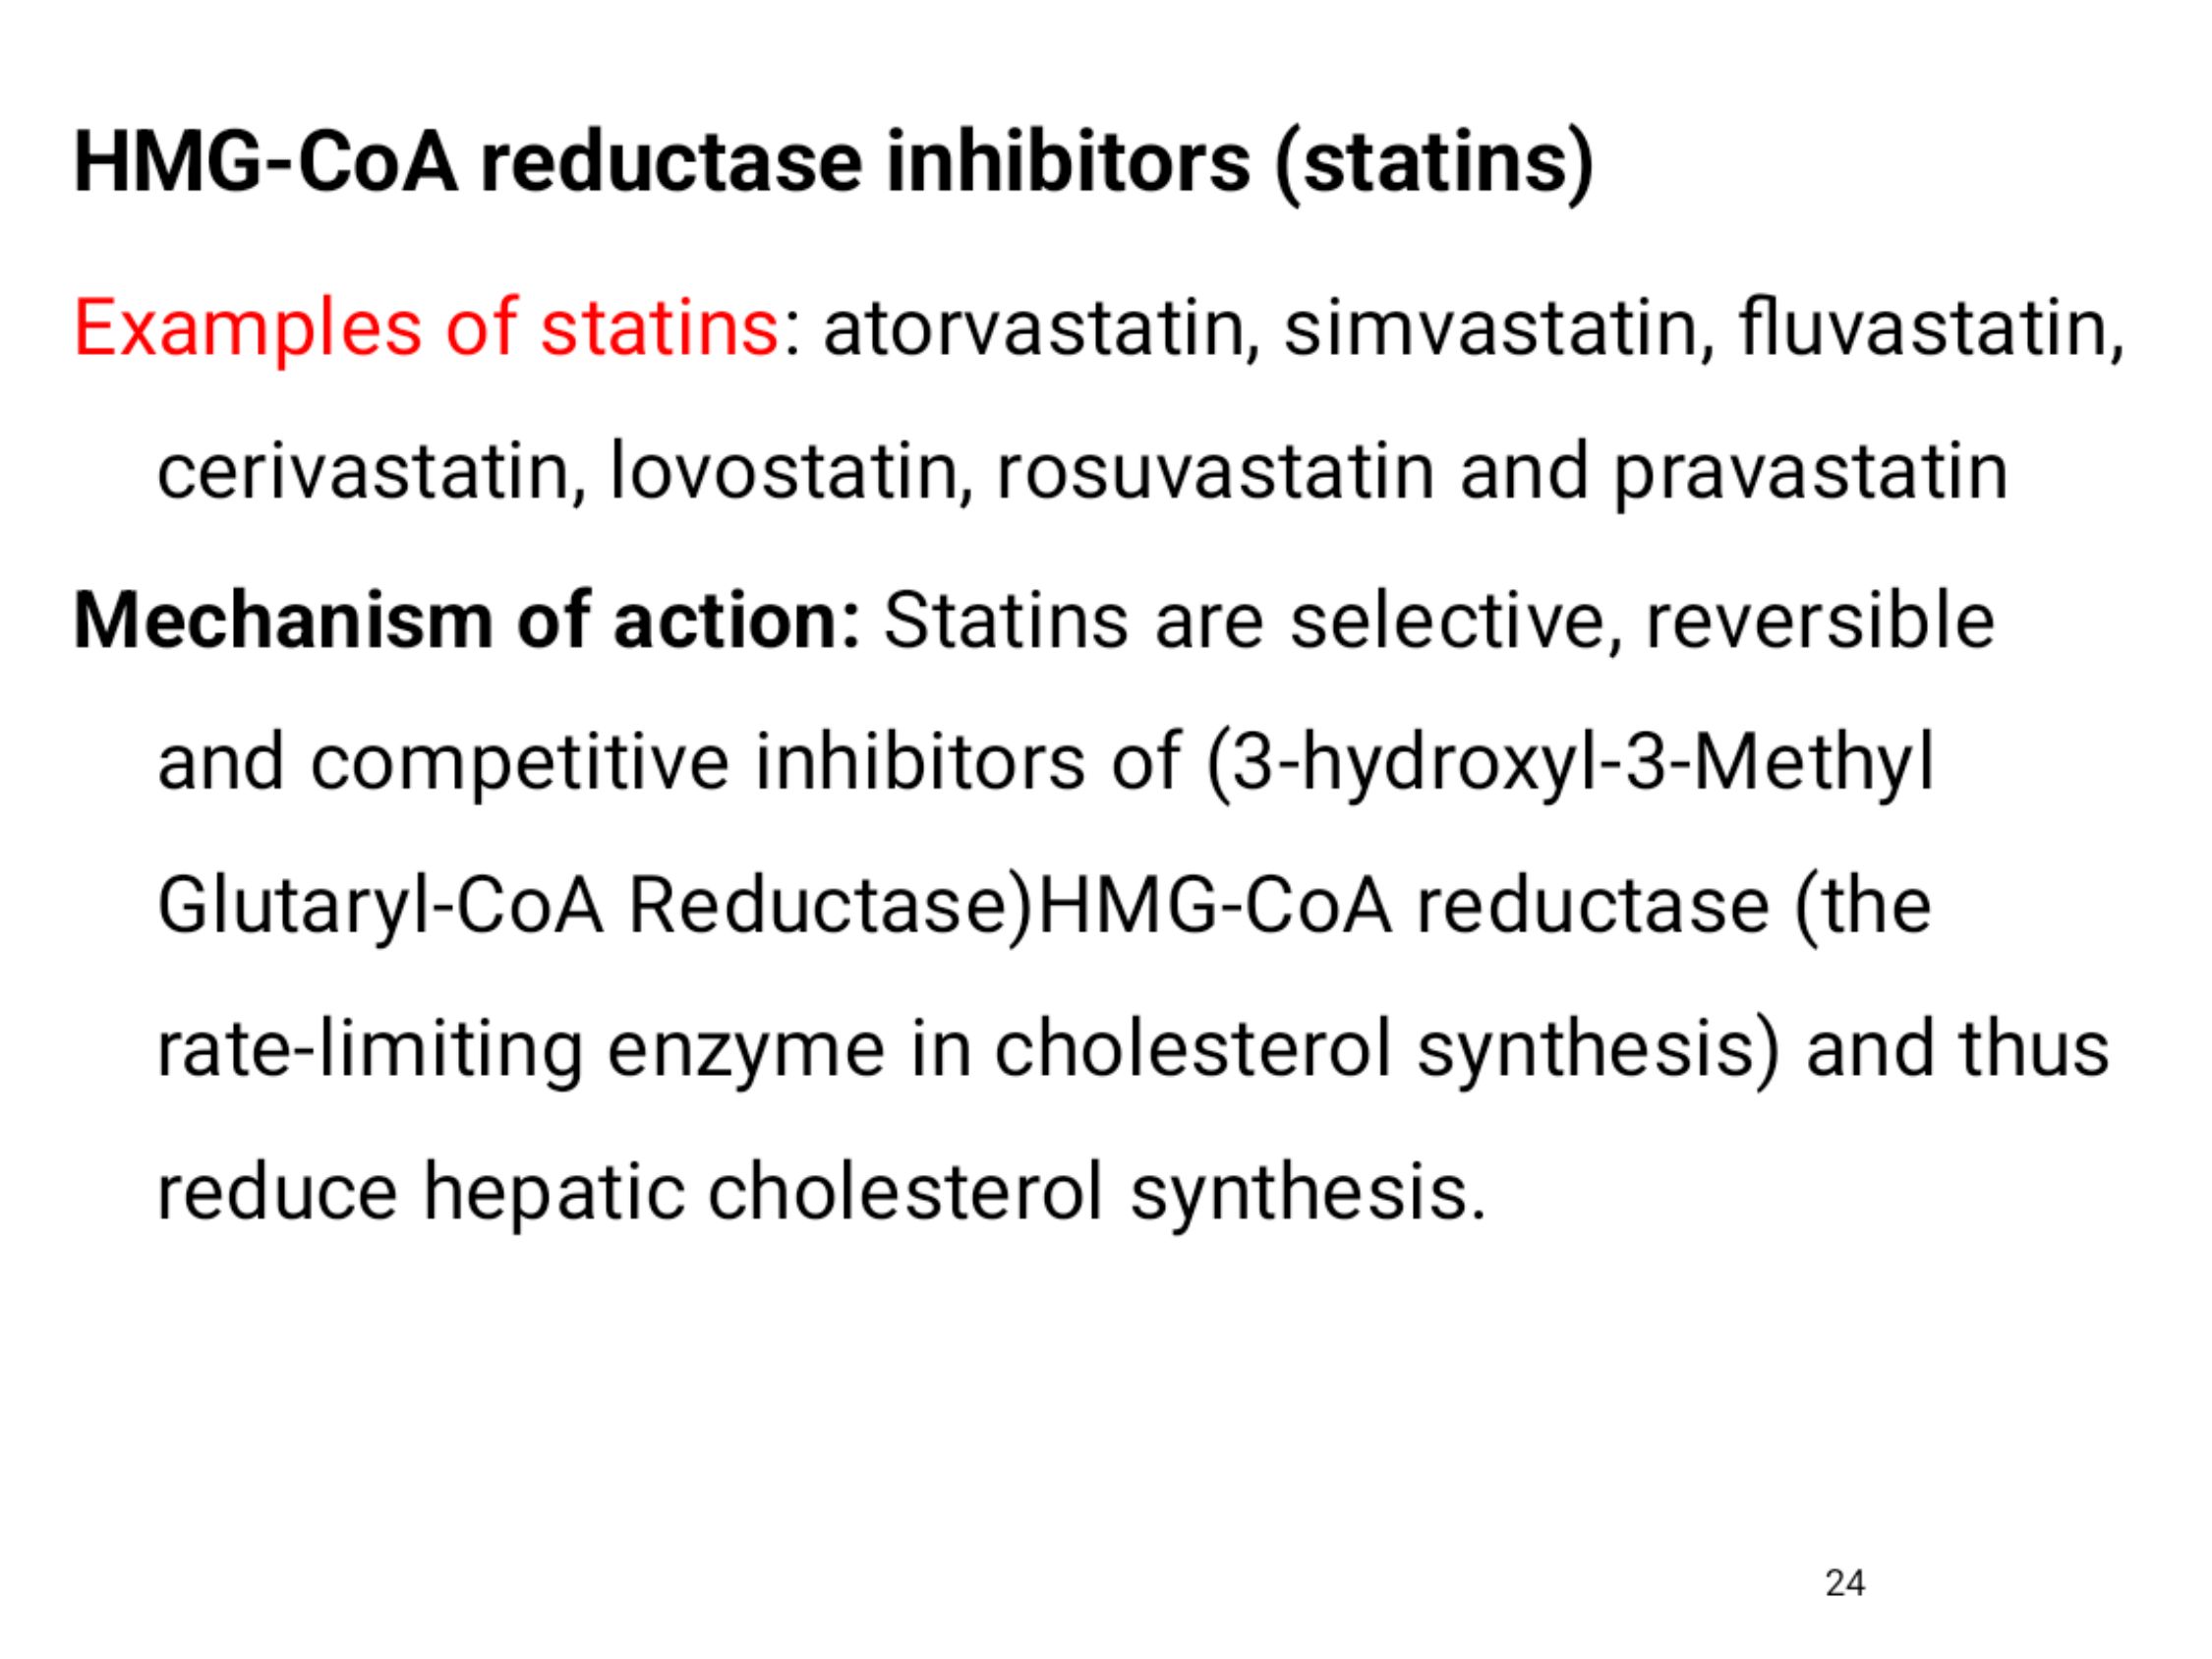 HMG-CoA reductase inhibitors (statins)
Examples of statins: atorvastatin, simvastatin, fluvastatin,
cerivastatin, lovostatin, rosuvastatin and pravastatin
Mechanism of action: Statins are selective, reversible
and competitive inhibitors of (3-hydroxyl-3-Methyl
Glutaryl-CoA Reductase)HMG-CoA reductase (the
rate-limiting enzyme in cholesterol synthesis) and thus
reduce hepatic cholesterol synthesis.
24